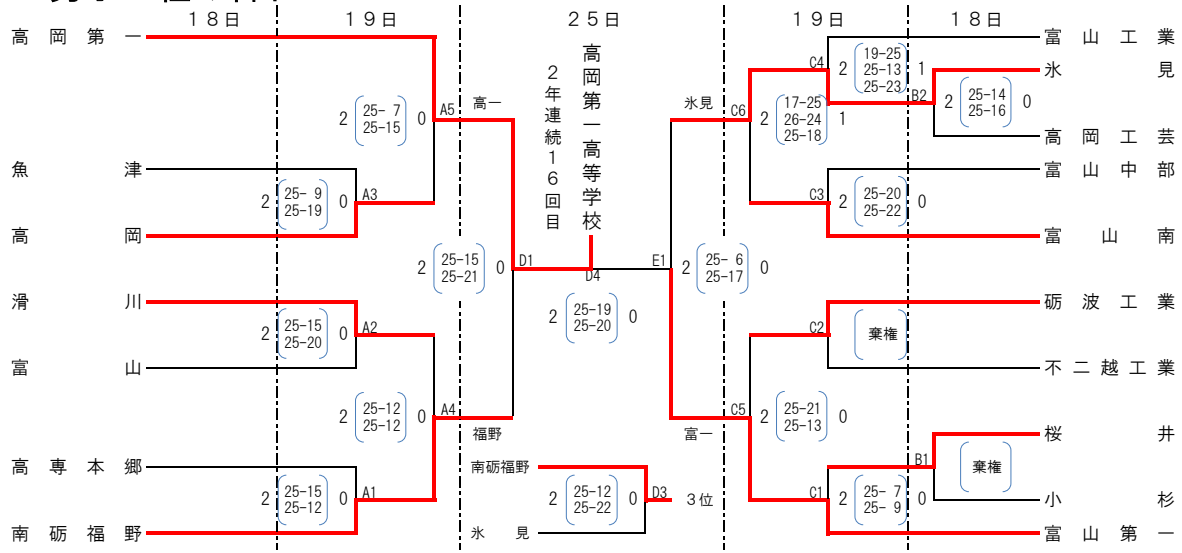 18日
19日
25日
19日
18日
高岡第一
魚津
高岡
滑川
富山
高専本郷
南砺福野
富山工業
氷見
高岡工芸
富山中部
富山南
砺波工業
不二越工業
桜井
小杉
富山第一
高岡第一高等学校
2年連続16回目
2 25- 7 0 A5
25-15
高一
2 25- 9 0 A3
25-19
2 25-15 0 D1
25-21
2 25-15 0 A2
25-20
2 25-12 0 A4
25-12
福野
2 25-15 0 A1
25-12
D4
2 25-19 0
25-20
南砺福野
2 25-12 0 D3 3位
25-22
氷見
氷見
C6
2 17-25 1
26-24
25-18
C4
2 19-25 1
25-13
25-23
B2
2 25-14 0
25-16
C3
2 25-20 0
25-22
E1
2 25- 6 0
25-17
C2
棄権
富一
C5
2 25-21 0
25-13
B1
棄権
C1
2 25- 7 0
25- 9